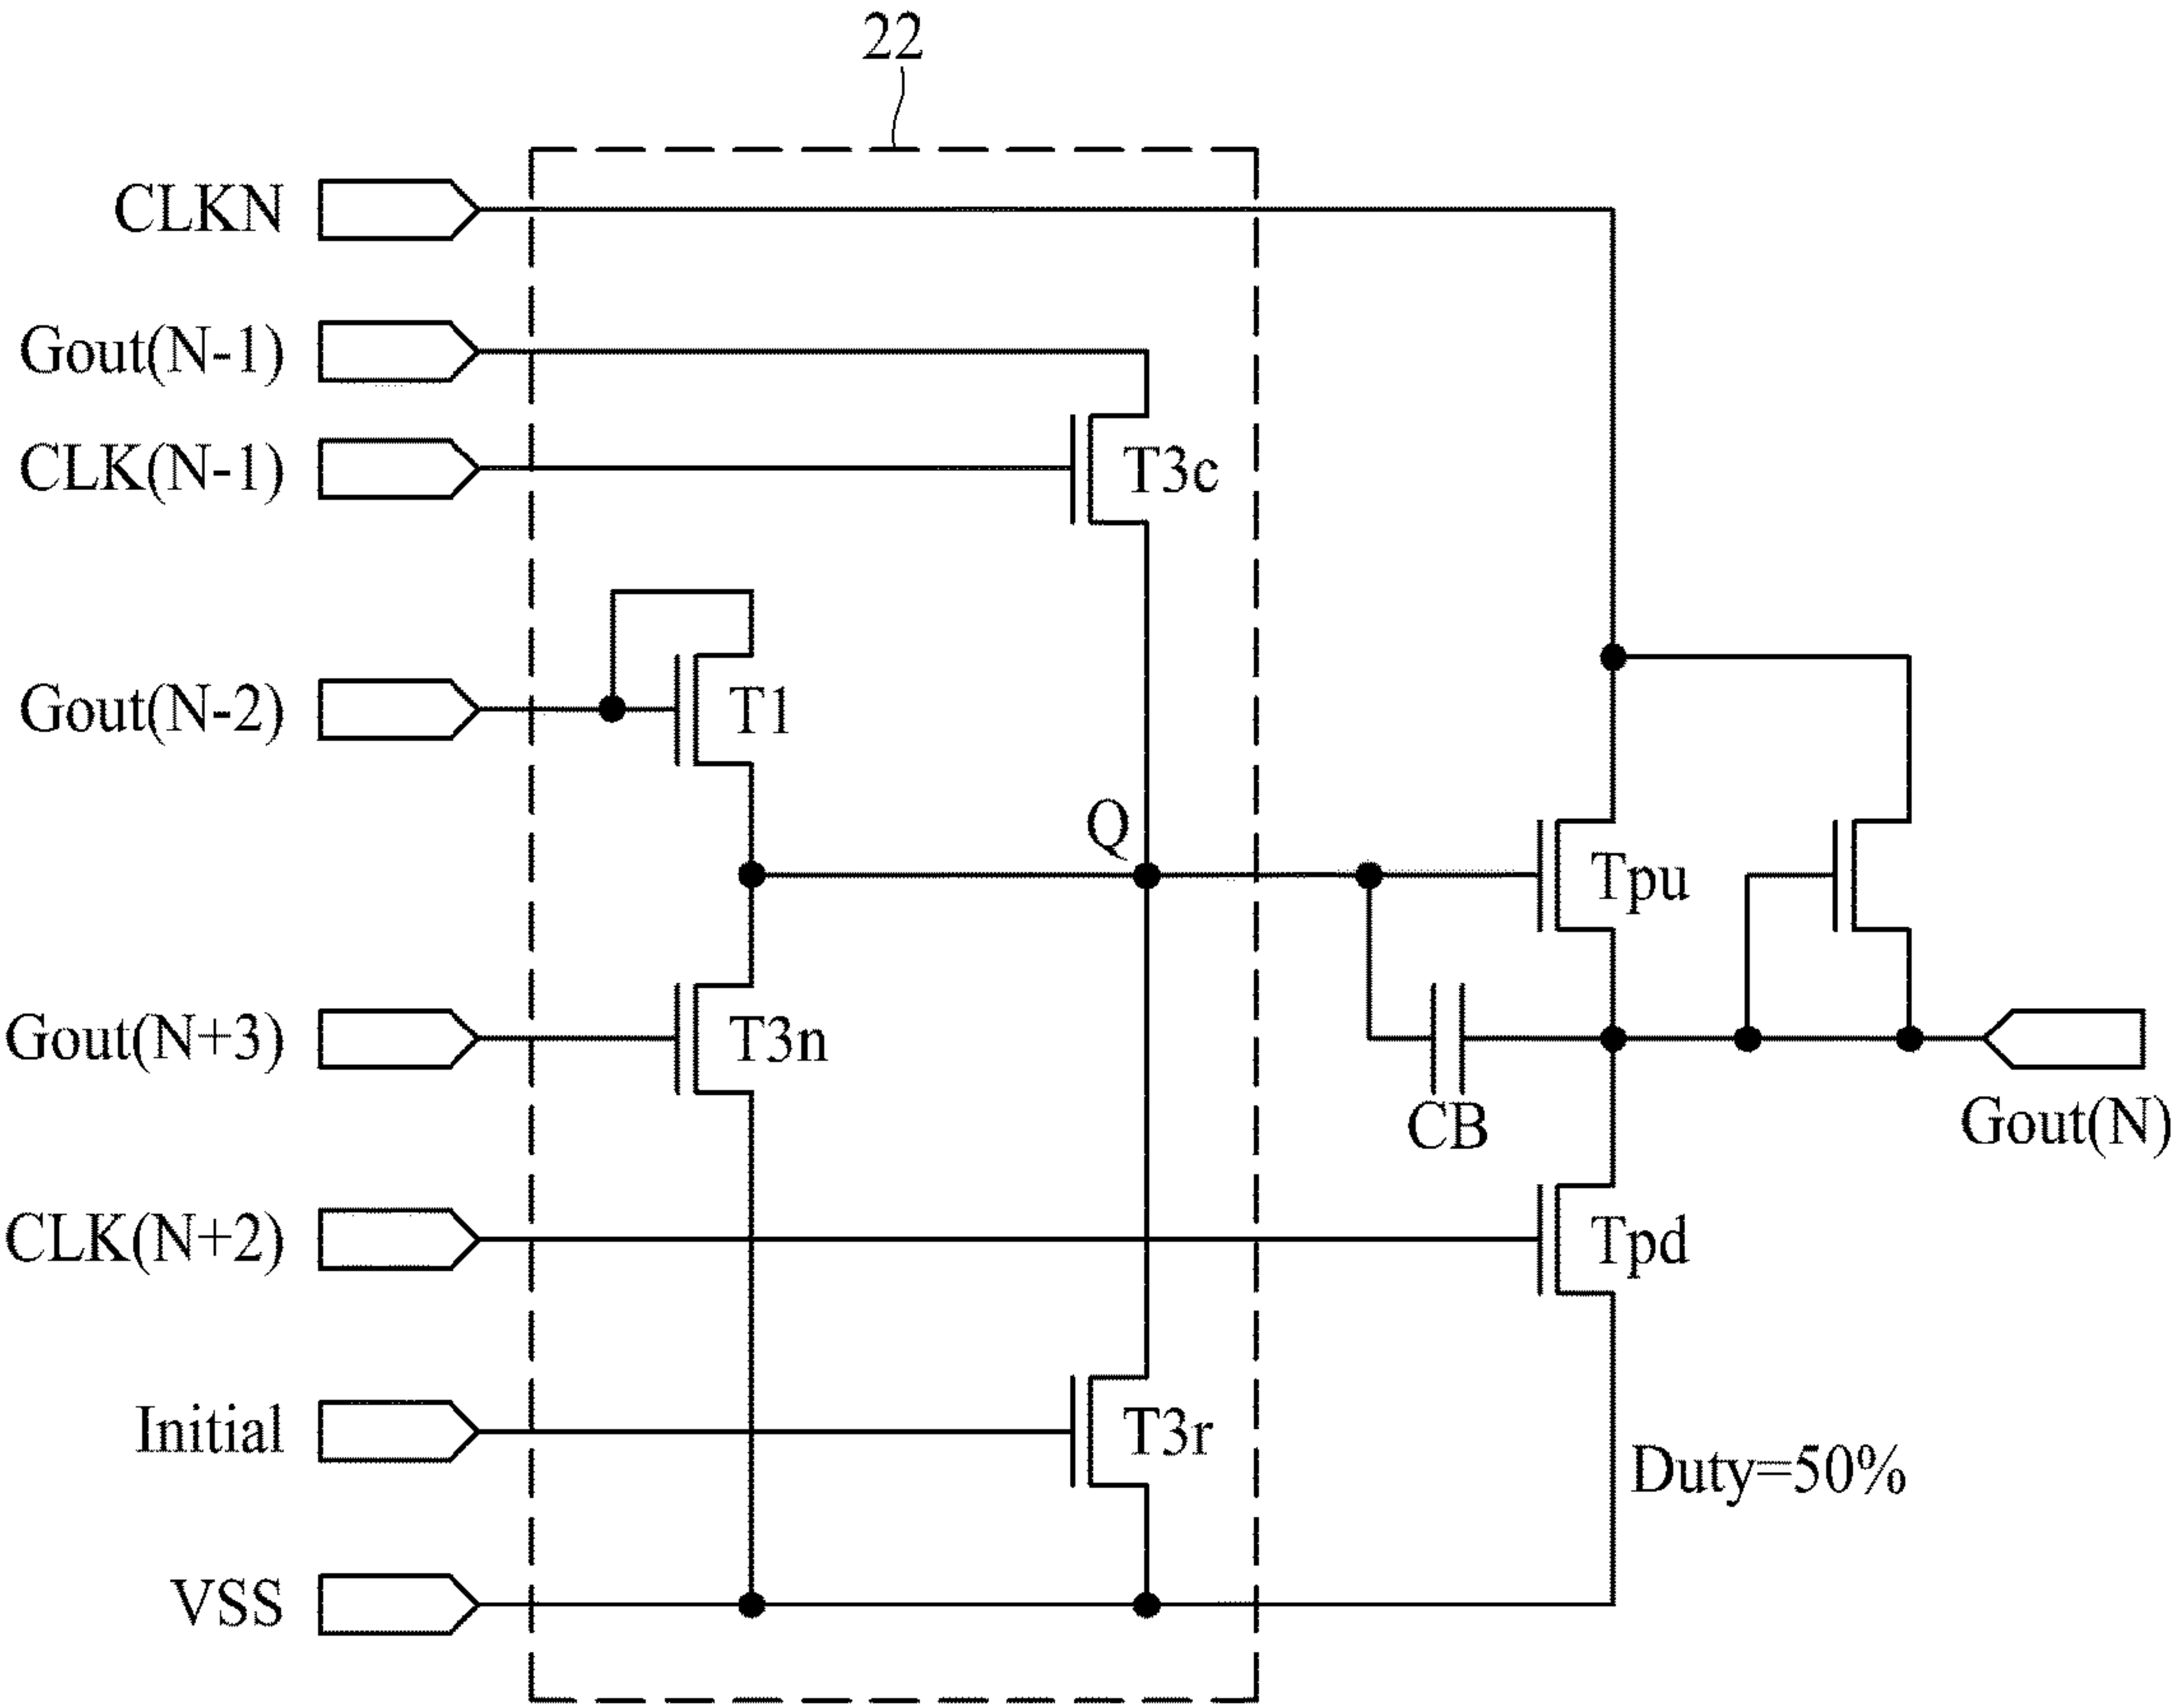 22
CLKN
Gout(N-1)
CLK(N-1)
T3c
Gout(N-2)
T1
Q
Tpu
Gout(N+3)
T3n
CB
Gout(N)
CLK(N+2)
Tpd
Initial
T3r
Duty=50%
VSS